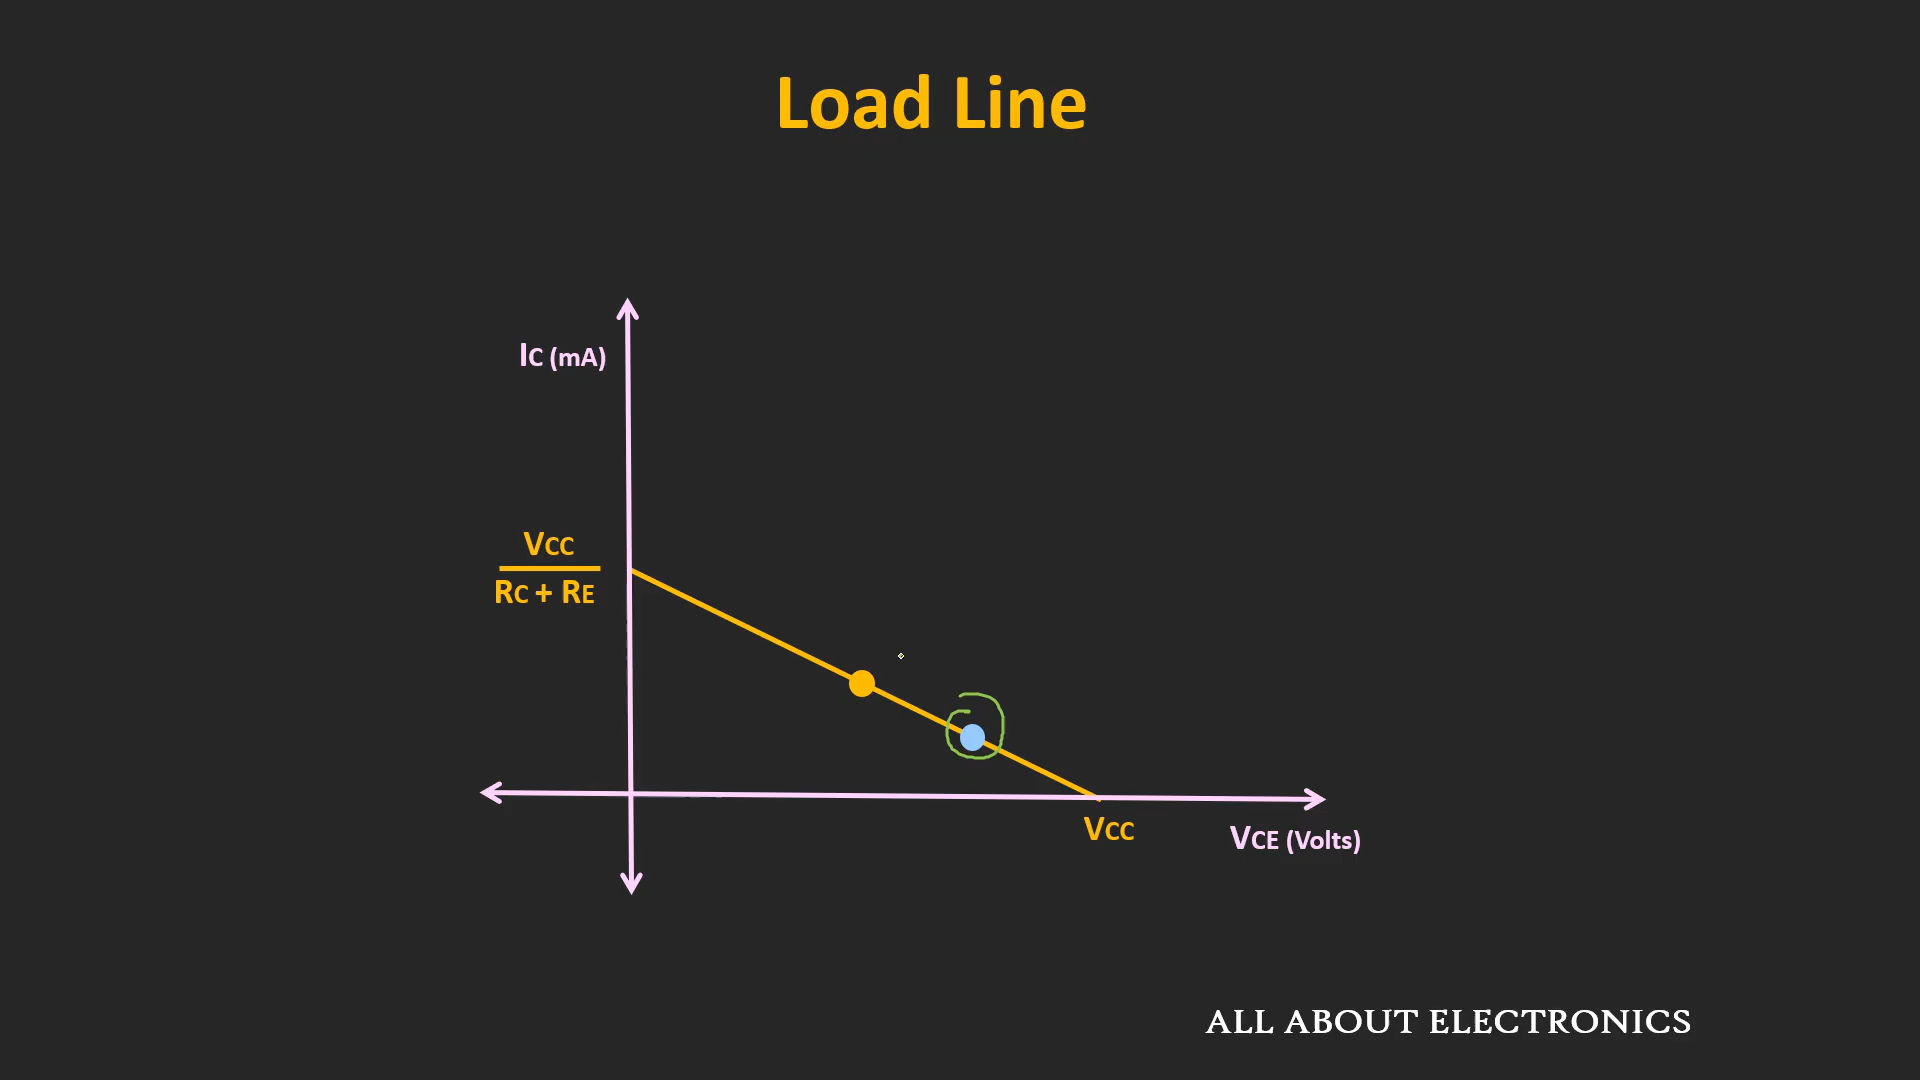 Load Line
IC (mA)
VCC
RC + RE
VCC
VCE (Volts)
ALL ABOUT ELECTRONICS